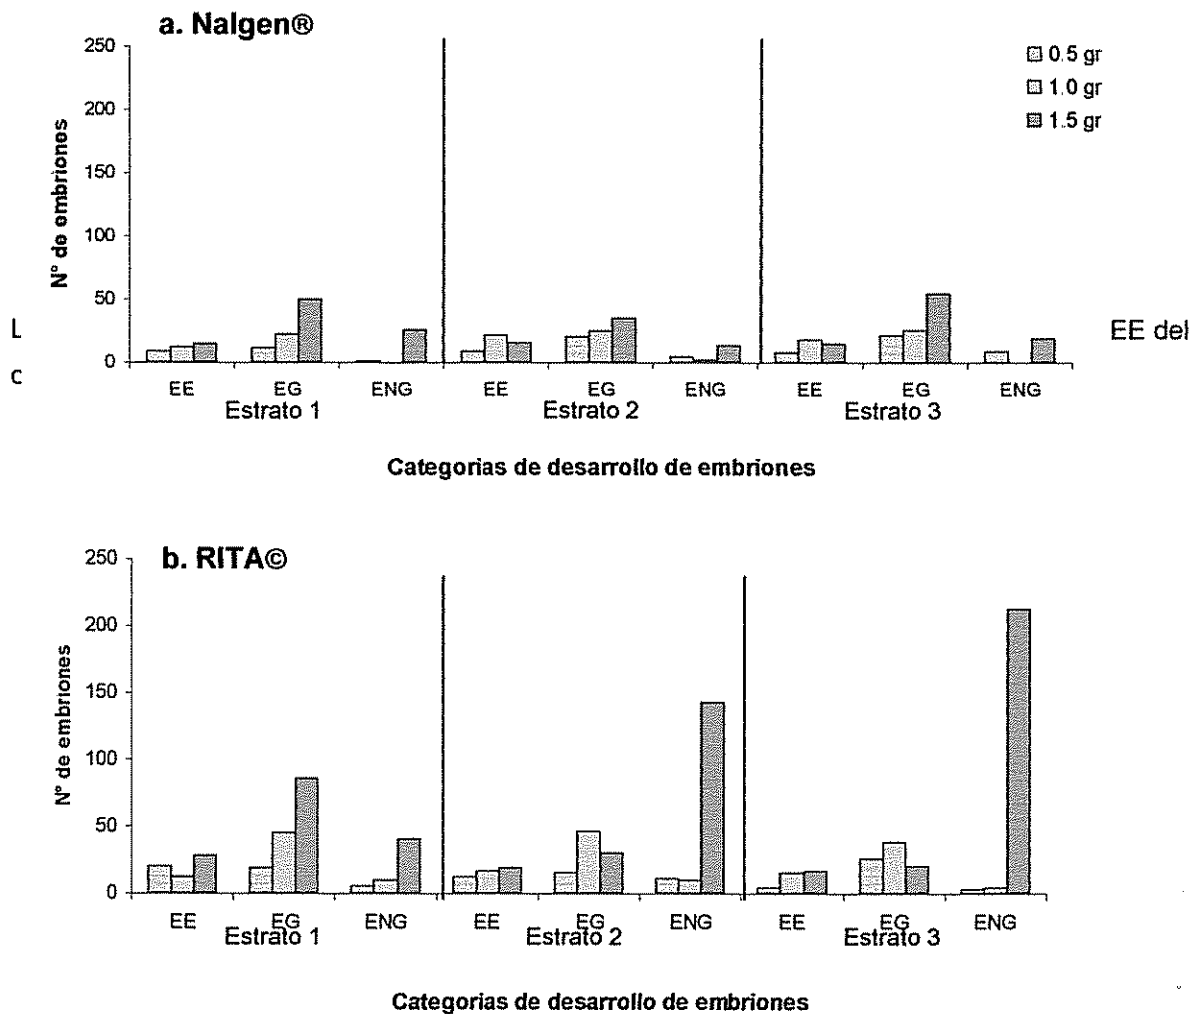 a. Nalgen®
250
200
150
100
50
0
N° de embriones
0.5 gr
1.0 gr
1.5 gr
L
c
EE del
EE EG ENG EE EG ENG EE EG ENG
Estrato 1 Estrato 2 Estrato 3
Categorias de desarrollo de embriones
b. RITA©
250
200
150
100
50
0
N° de embriones
EE EG ENG EE EG ENG EE EG ENG
Estrato 1 Estrato 2 Estrato 3
Categorias de desarrollo de embriones